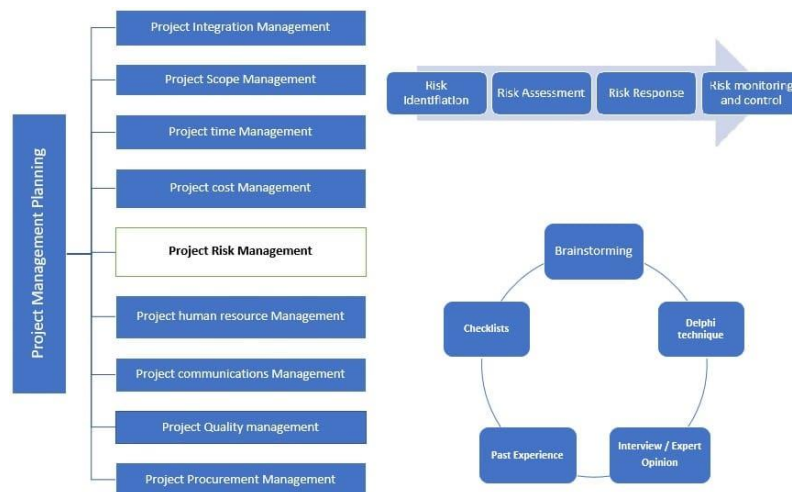 Project Management Planning
Project Integration Management
Project Scope Management
Project time Management
Project cost Management
Project Risk Management
Project human resource Management
Project communications Management
Project Quality management
Project Procurement Management
Risk
Identifiation
Risk Assessment
Risk Response
Risk monitoring
and control
Brainstorming
Delphi
technique
Interview / Expert
Opinion
Past Experience
Checklists